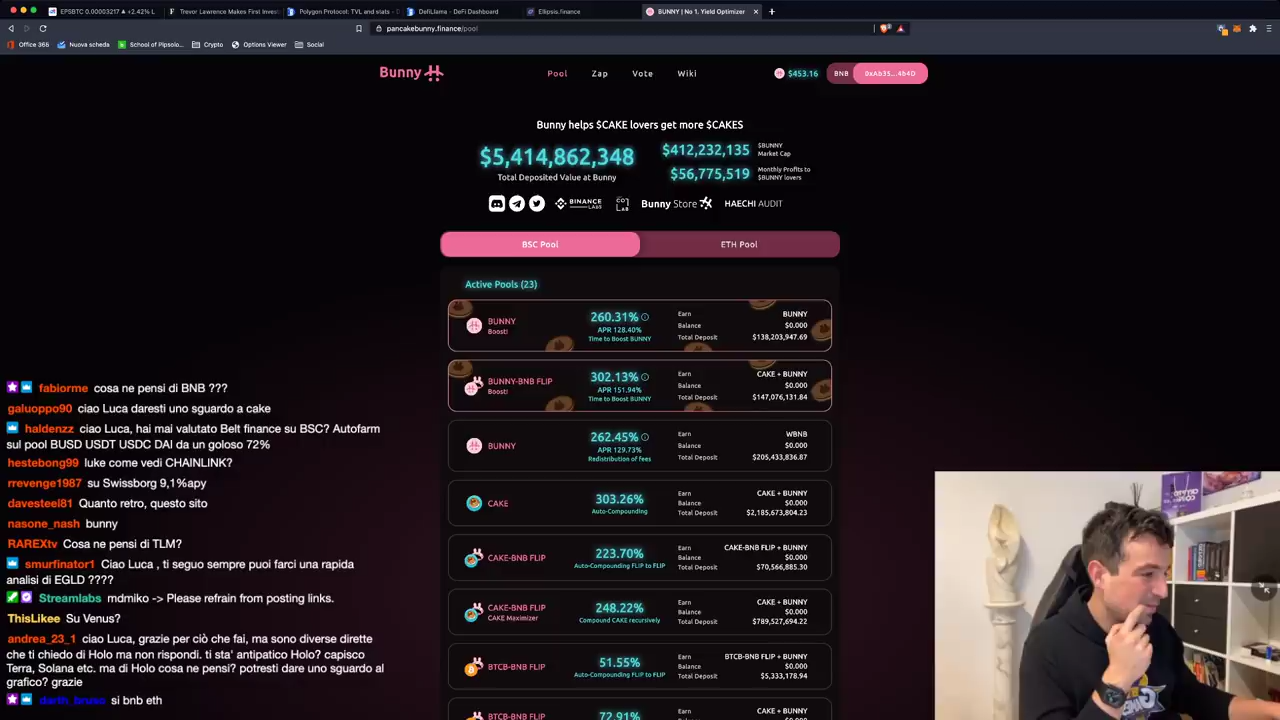 EPSBTC 0,00003217 ▲ +2.42% L
Trevor Lawrence Makes First Inves
Polygon Protocol: TVL and stats - D
DefiLlama - DeFi Dashboard
Ellipsis.finance
BUNNY | No 1. Yield Optimizer
pancakebunny.finance/pool
Office 365
Nuova scheda
School of Pipsolo...
Crypto
Options Viewer
Social
Bunny
Pool
Zap
Vote
Wiki
$453.16
BNB
0xAb35...4b4D
Bunny helps $CAKE lovers get more $CAKES
$5,414,862,348
Total Deposited Value at Bunny
$412,232,135
$BUNNY
Market Cap
$56,775,519
Monthly Profits to
$BUNNY lovers
BINANCE
LABS
Bunny Store
HAECHI AUDIT
BSC Pool
ETH Pool
Active Pools (23)
BUNNY
Boost!
260.31%
APR 128.40%
Time to Boost BUNNY
Earn BUNNY
Balance $0.000
Total Deposit $138,203,947.69
BUNNY-BNB FLIP
Boost!
302.13%
APR 151.94%
Time to Boost BUNNY
Earn CAKE + BUNNY
Balance $0.000
Total Deposit $147,076,131.84
BUNNY
262.45%
APR 129.73%
Redistribution of fees
Earn WBNB
Balance $0.000
Total Deposit $205,433,836.87
CAKE
303.26%
Auto-Compounding
Earn CAKE + BUNNY
Balance $0.000
Total Deposit $2,185,673,804.23
CAKE-BNB FLIP
223.70%
Auto-Compounding FLIP to FLIP
Earn CAKE-BNB FLIP + BUNNY
Balance $0.000
Total Deposit $70,566,885.30
CAKE-BNB FLIP
CAKE Maximizer
248.22%
Compound CAKE recursively
Earn CAKE + BUNNY
Balance $0.000
Total Deposit $789,527,694.22
BTCB-BNB FLIP
51.55%
Auto-Compounding FLIP to FLIP
Earn BTCB-BNB FLIP + BUNNY
Balance $0.000
Total Deposit $5,333,178.94
BTCB-BNB FLIP
72.91%
Earn CAKE + BUNNY
fabiorme cosa ne pensi di BNB ???
galuoppo90 ciao Luca daresti uno sguardo a cake
haldenzz ciao Luca, hai mai valutato Belt finance su BSC? Autofarm
su pool BUSD USDT USDC DAI da un goloso 72%
hestebong99 luke come vedi CHAINLINK?
rrevenge1987 su Swissborg 9,1%apy
davesteel81 Quanto retro, questo sito
nasone_nash bunny
RAREXtv Cosa ne pensi di TLM?
smurfinator1 Ciao Luca , ti seguo sempre puoi farci una rapida
analisi di EGLD ????
Streamlabs mdmiko -> Please refrain from posting links.
ThisLikee Su Venus?
andrea_23_1 ciao Luca, grazie per ciò che fai, ma sono diverse dirette
che ti chiedo di Holo ma non rispondi. ti sta' antipatico Holo? capisco
Terra, Solana etc. ma di Holo cosa ne pensi? potresti dare uno sguardo al
grafico? grazie
darth_bruss si bnb eth